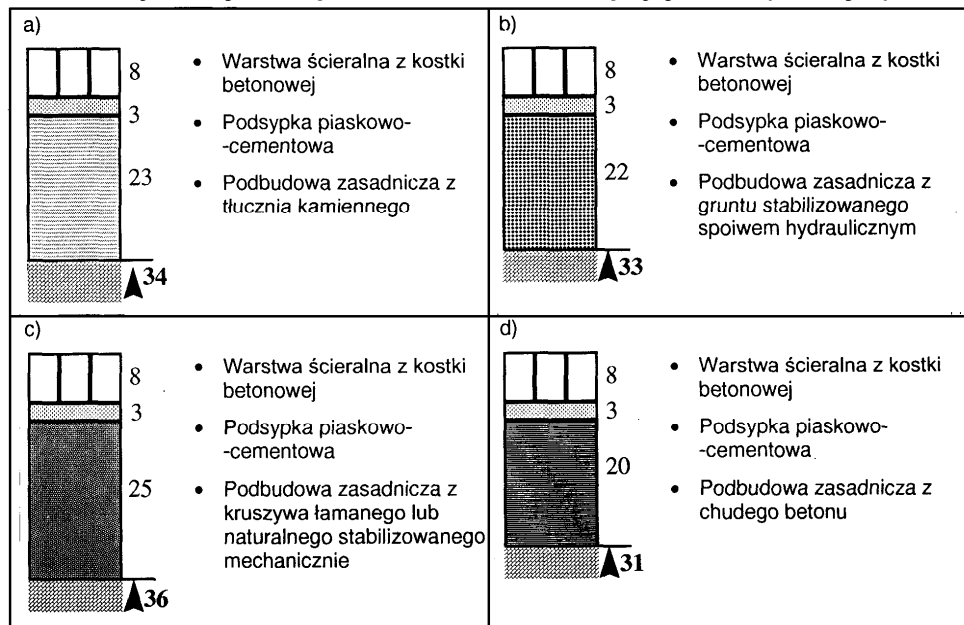 a)
8
3
23
34
• Warstwa ścieralna z kostki
betonowej
• Podsypka piaskowo-
-cementowa
• Podbudowa zasadnicza z
tłucznia kamiennego
b)
8
3
22
33
• Warstwa ścieralna z kostki
betonowej
• Podsypka piaskowo-
-cementowa
• Podbudowa zasadnicza z
gruntu stabilizowanego
spoiwem hydraulicznym
c)
8
3
25
36
• Warstwa ścieralna z kostki
betonowej
• Podsypka piaskowo-
-cementowa
• Podbudowa zasadnicza z
kruszywa łamanego lub
naturalnego stabilizowanego
mechanicznie
d)
8
3
20
31
• Warstwa ścieralna z kostki
betonowej
• Podsypka piaskowo-
-cementowa
• Podbudowa zasadnicza z
chudego betonu